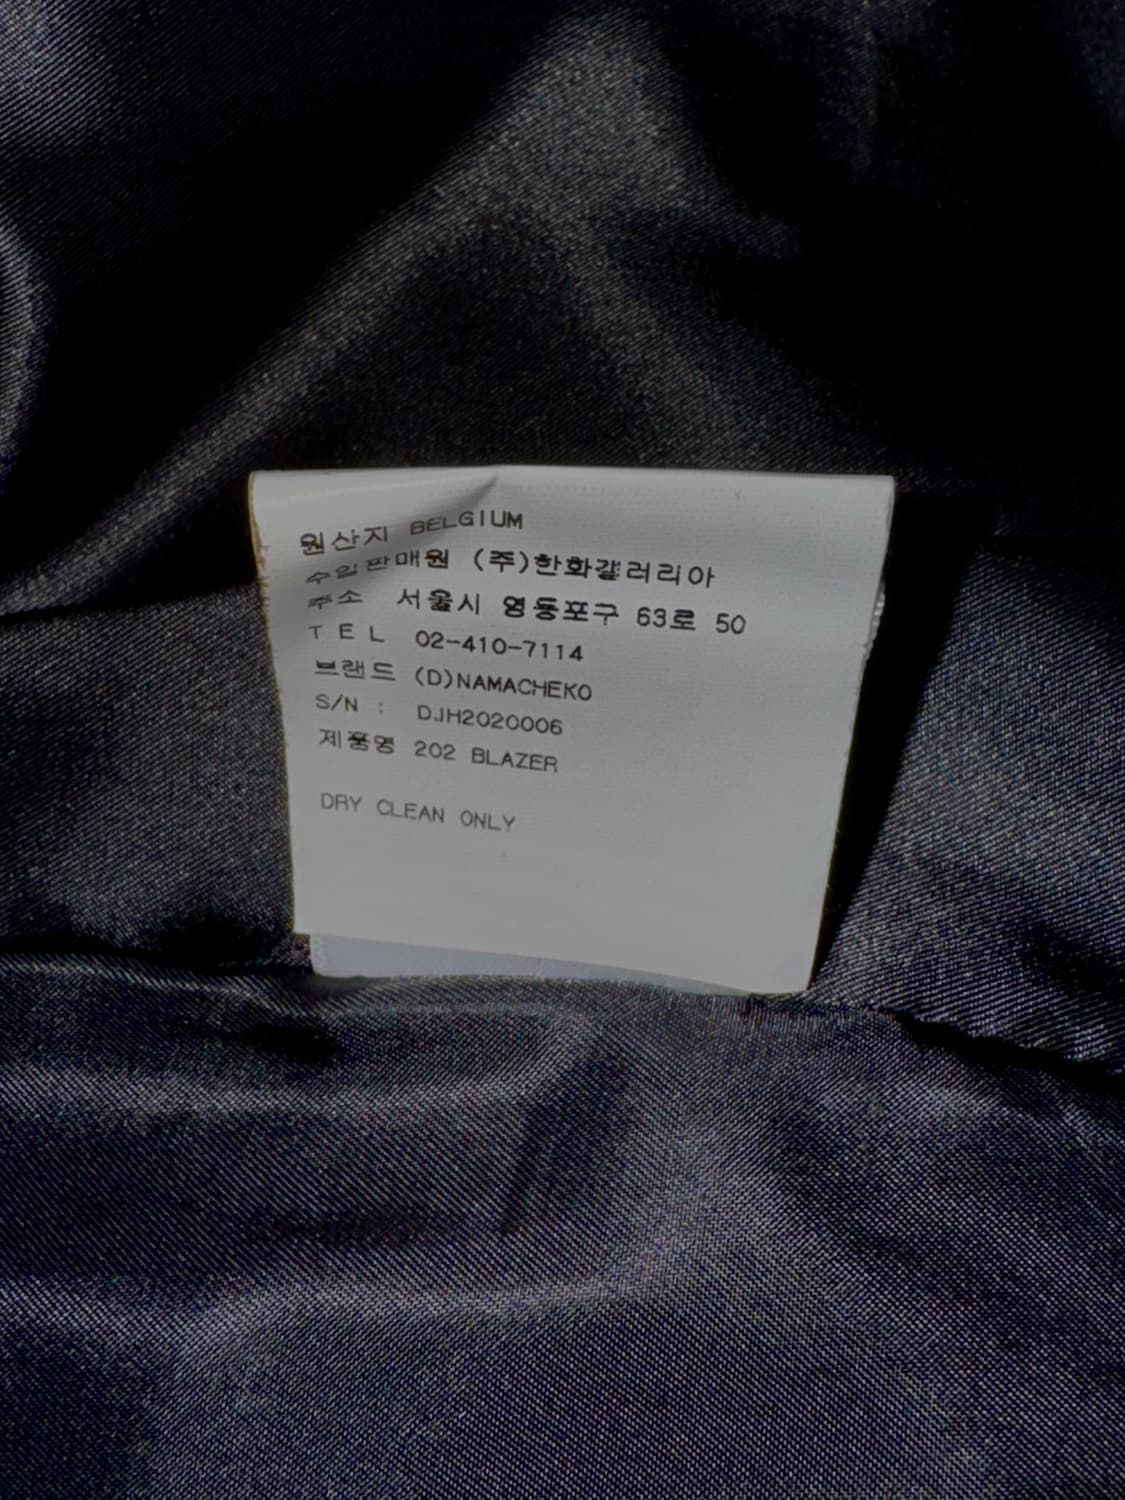 원산지 BELGIUM
수입판매원 (주)한화갤러리아
주소 서울시 영등포구 63로 50
TEL 02-410-7114
브랜드 (D)NAMACHEKO
S/N : DJH2020006
제품명 202 BLAZER
DRY CLEAN ONLY